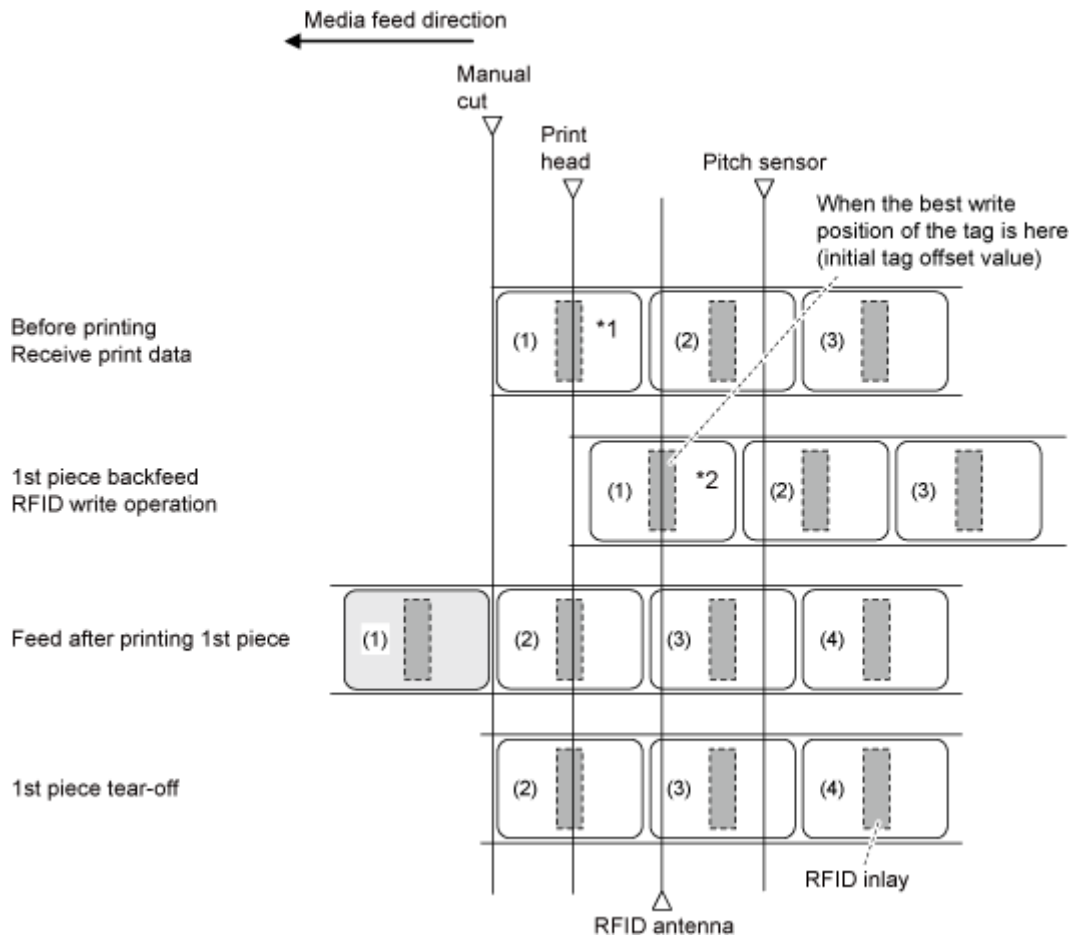 Media feed direction
Manual
cut
Print
head
Pitch sensor
When the best write
position of the tag is here
(initial tag offset value)
Before printing
Receive print data
(1) *1 (2) (3)
1st piece backfeed
RFID write operation
(1) *2 (2) (3)
Feed after printing 1st piece
(1) (2) (3) (4)
1st piece tear-off
(2) (3) (4)
RFID inlay
RFID antenna